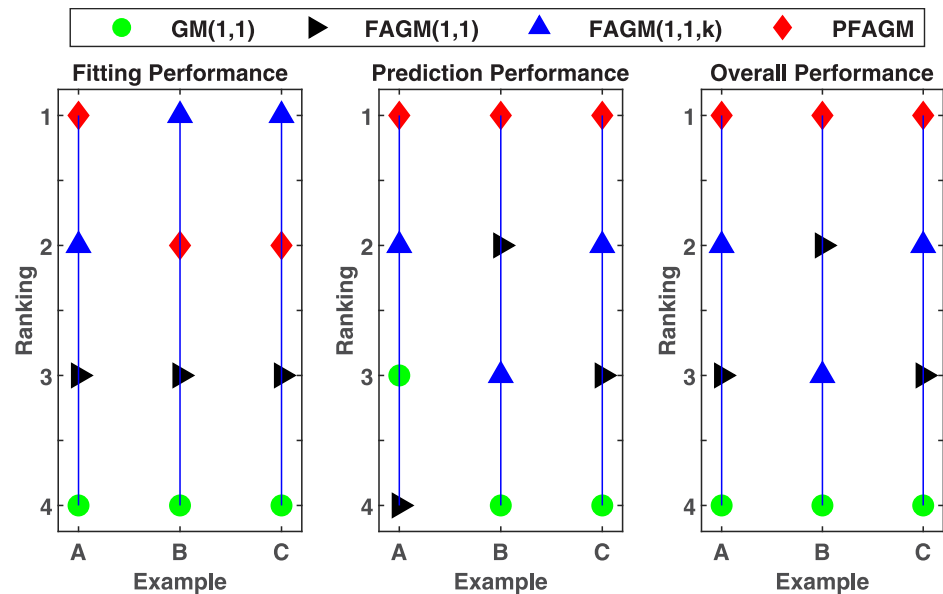 GM(1,1) FAGM(1,1) FAGM(1,1,k) PFAGM
Fitting Performance Prediction Performance Overall Performance
1 1 1
2 2 2
3 3 3
4 4 4
Ranking Ranking Ranking
A B C A B C A B C
Example Example Example